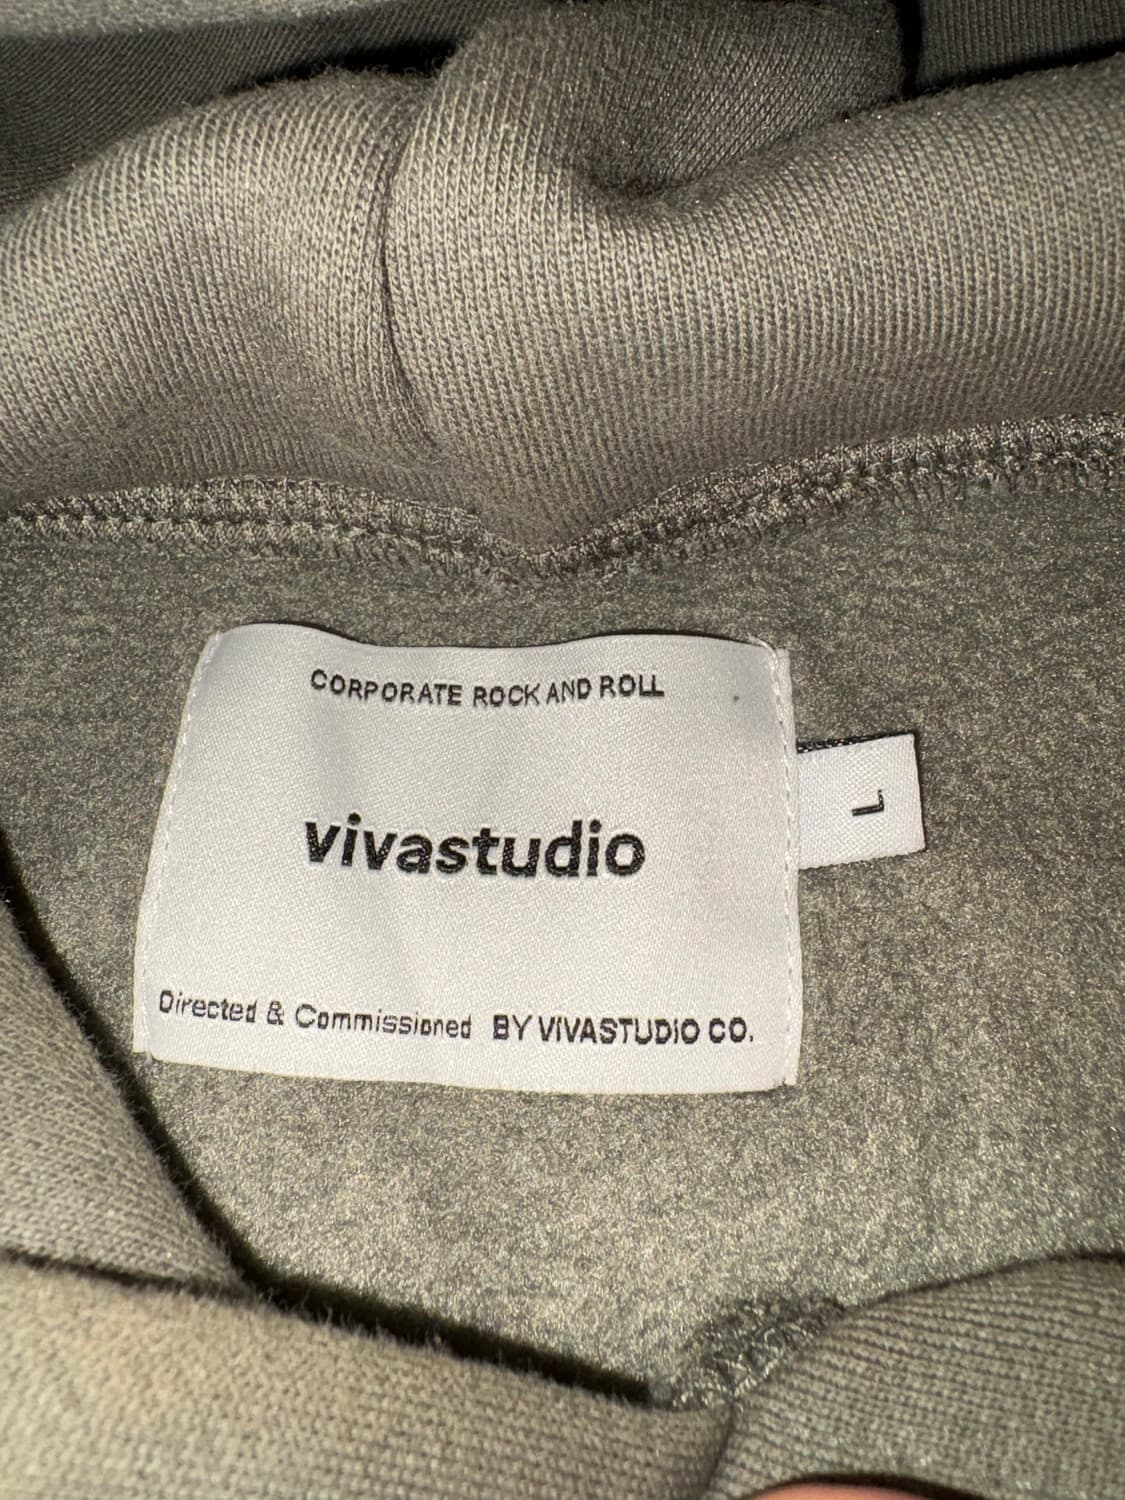 CORPORATE ROCK AND ROLL
vivastudio
L
Directed & Commissioned BY VIVASTUDIO CO.